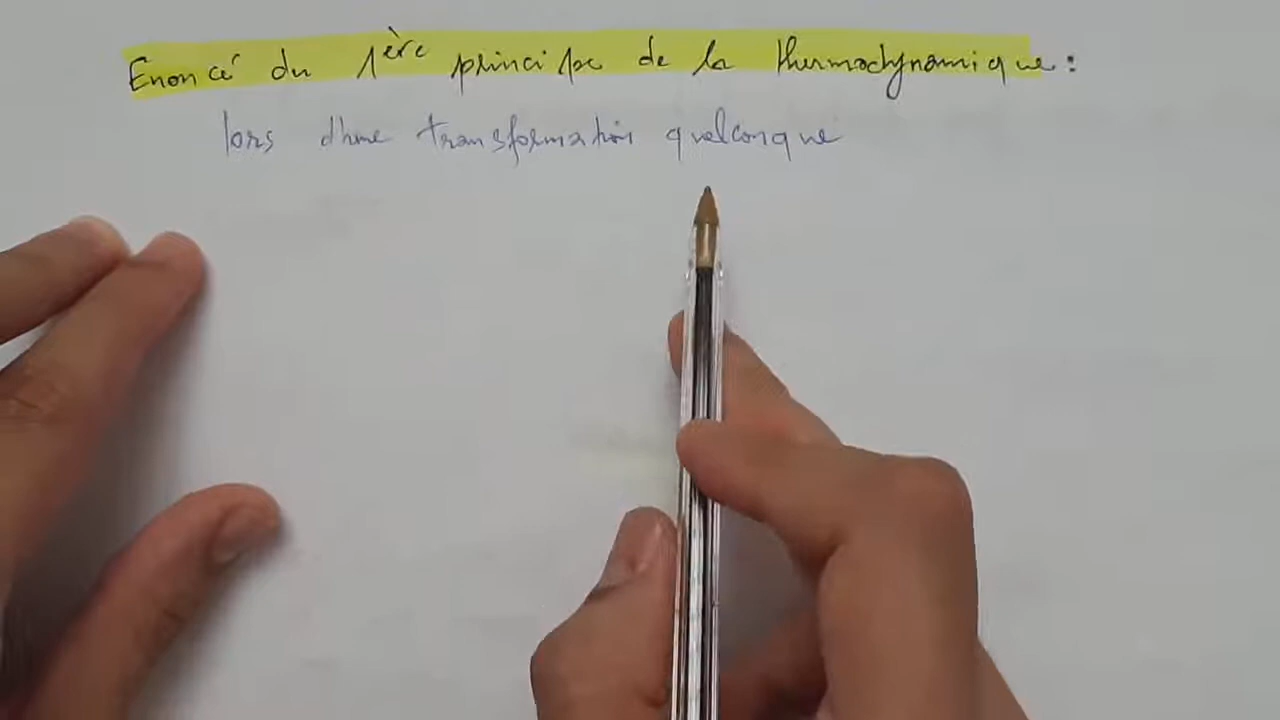 Enoncé du 1ère principe de la thermodynamique :
lors d'une transformation quelconque